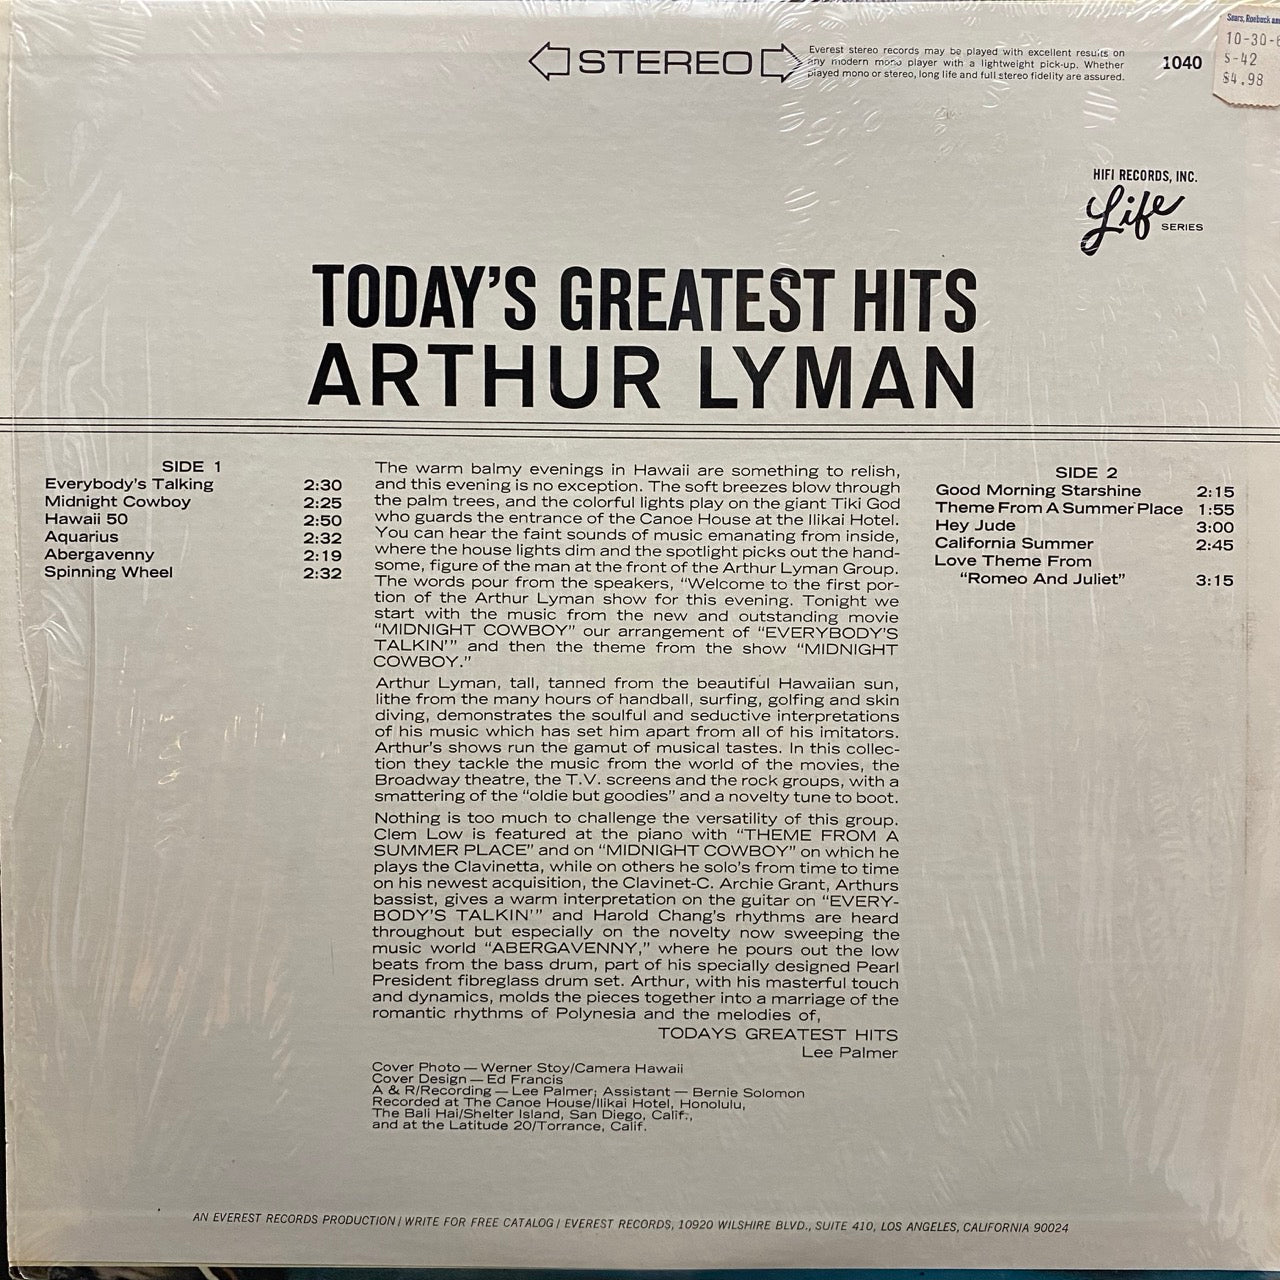 STEREO
Everest stereo records may be played with excellent results on
any modern mono player with a lightweight pick-up. Whether
played mono or stereo, long life and full stereo fidelity are assured.
1040
Sears, Roebuck
10-30-6
S-42
$4.98
HIFI RECORDS, INC.
Life
SERIES
TODAY'S GREATEST HITS
ARTHUR LYMAN
SIDE 1
Everybody's Talking 2:30
Midnight Cowboy 2:25
Hawaii 50 2:50
Aquarius 2:32
Abergavenny 2:19
Spinning Wheel 2:32
The warm balmy evenings in Hawaii are something to relish,
and this evening is no exception. The soft breezes blow through
the palm trees, and the colorful lights play on the giant Tiki God
who guards the entrance of the Canoe House at the Ilikai Hotel.
You can hear the faint sounds of music emanating from inside,
where the house lights dim and the spotlight picks out the hand-
some, figure of the man at the front of the Arthur Lyman Group.
The words pour from the speakers, “Welcome to the first por-
tion of the Arthur Lyman show for this evening. Tonight we
start with the music from the new and outstanding movie
“MIDNIGHT COWBOY” our arrangement of “EVERYBODY'S
TALKIN'” and then the theme from the show “MIDNIGHT
COWBOY.”
Arthur Lyman, tall, tanned from the beautiful Hawaiian sun,
lithe from the many hours of handball, surfing, golfing and skin
diving, demonstrates the soulful and seductive interpretations
of his music which has set him apart from all of his imitators.
Arthur's shows run the gamut of musical tastes. In this collec-
tion they tackle the music from the world of the movies, the
Broadway theatre, the T.V. screens and the rock groups, with a
smattering of the “oldie but goodies” and a novelty tune to boot.
Nothing is too much to challenge the versatility of this group.
Clem Low is featured at the piano with “THEME FROM A
SUMMER PLACE” and on “MIDNIGHT COWBOY” on which he
plays the Clavinetta, while on others he solo's from time to time
on his newest acquisition, the Clavinet-C. Archie Grant, Arthurs
bassist, gives a warm interpretation on the guitar on “EVERY-
BODY'S TALKIN'” and Harold Chang's rhythms are heard
throughout but especially on the novelty now sweeping the
music world “ABERGAVENNY,” where he pours out the low
beats from the bass drum, part of his specially designed Pearl
President fibreglass drum set. Arthur, with his masterful touch
and dynamics, molds the pieces together into a marriage of the
romantic rhythms of Polynesia and the melodies of,
TODAYS GREATEST HITS
Lee Palmer
Cover Photo — Werner Stoy/Camera Hawaii
Cover Design — Ed Francis
A & R/Recording — Lee Palmer; Assistant — Bernie Solomon
Recorded at The Canoe House/Ilikai Hotel, Honolulu,
The Bali Hai/Shelter Island, San Diego, Calif.,
and at the Latitude 20/Torrance, Calif.
SIDE 2
Good Morning Starshine 2:15
Theme From A Summer Place 1:55
Hey Jude 3:00
California Summer 2:45
Love Theme From
“Romeo And Juliet” 3:15
AN EVEREST RECORDS PRODUCTION / WRITE FOR FREE CATALOG / EVEREST RECORDS, 10920 WILSHIRE BLVD., SUITE 410, LOS ANGELES, CALIFORNIA 90024